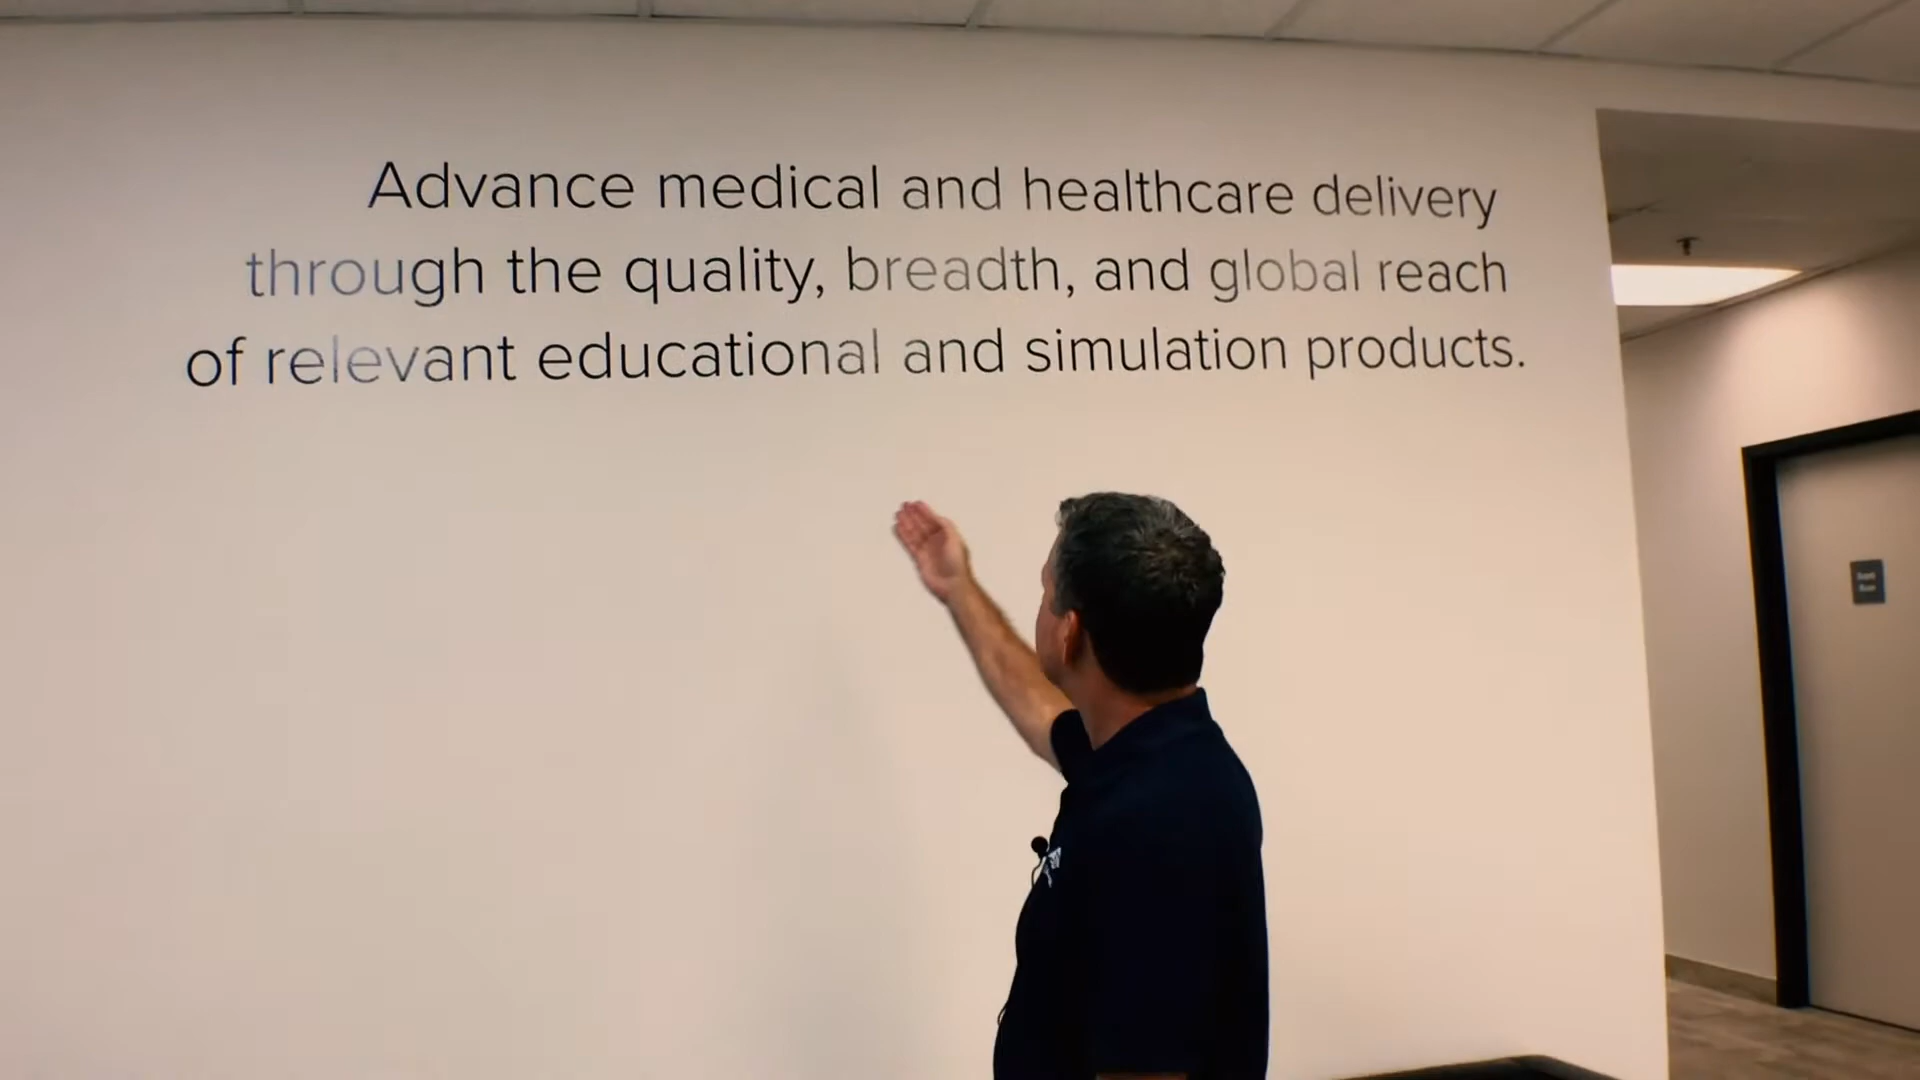 Advance medical and healthcare delivery
through the quality, breadth, and global reach
of relevant educational and simulation products.